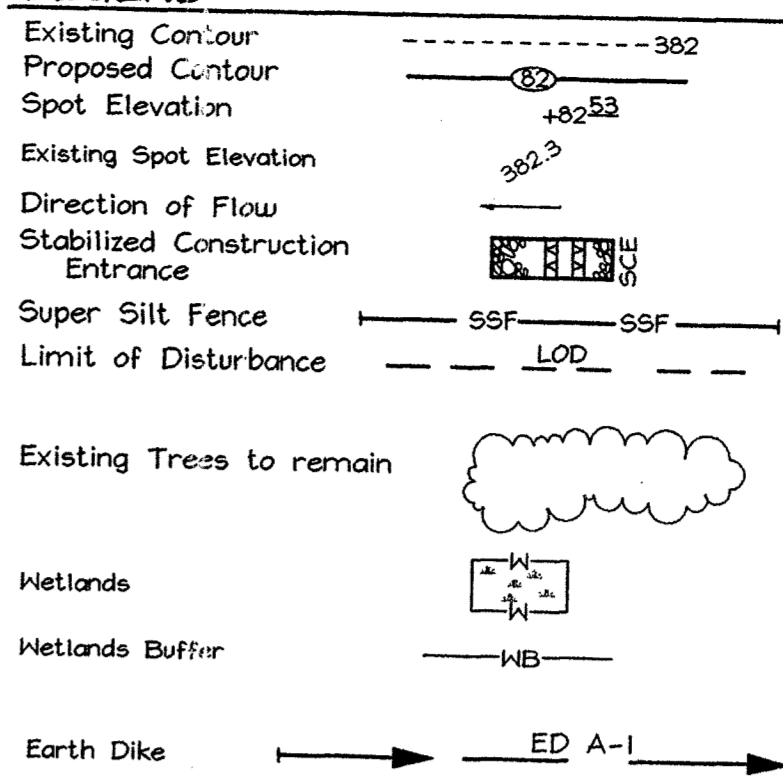 Existing Contour 382
Proposed Contour 82
Spot Elevation +82 53
Existing Spot Elevation 382.3
Direction of Flow
Stabilized Construction
Entrance SCE
Super Silt Fence SSF SSF
Limit of Disturbance LOD
Existing Trees to remain
Wetlands W W
Wetlands Buffer WB
Earth Dike ED A-1